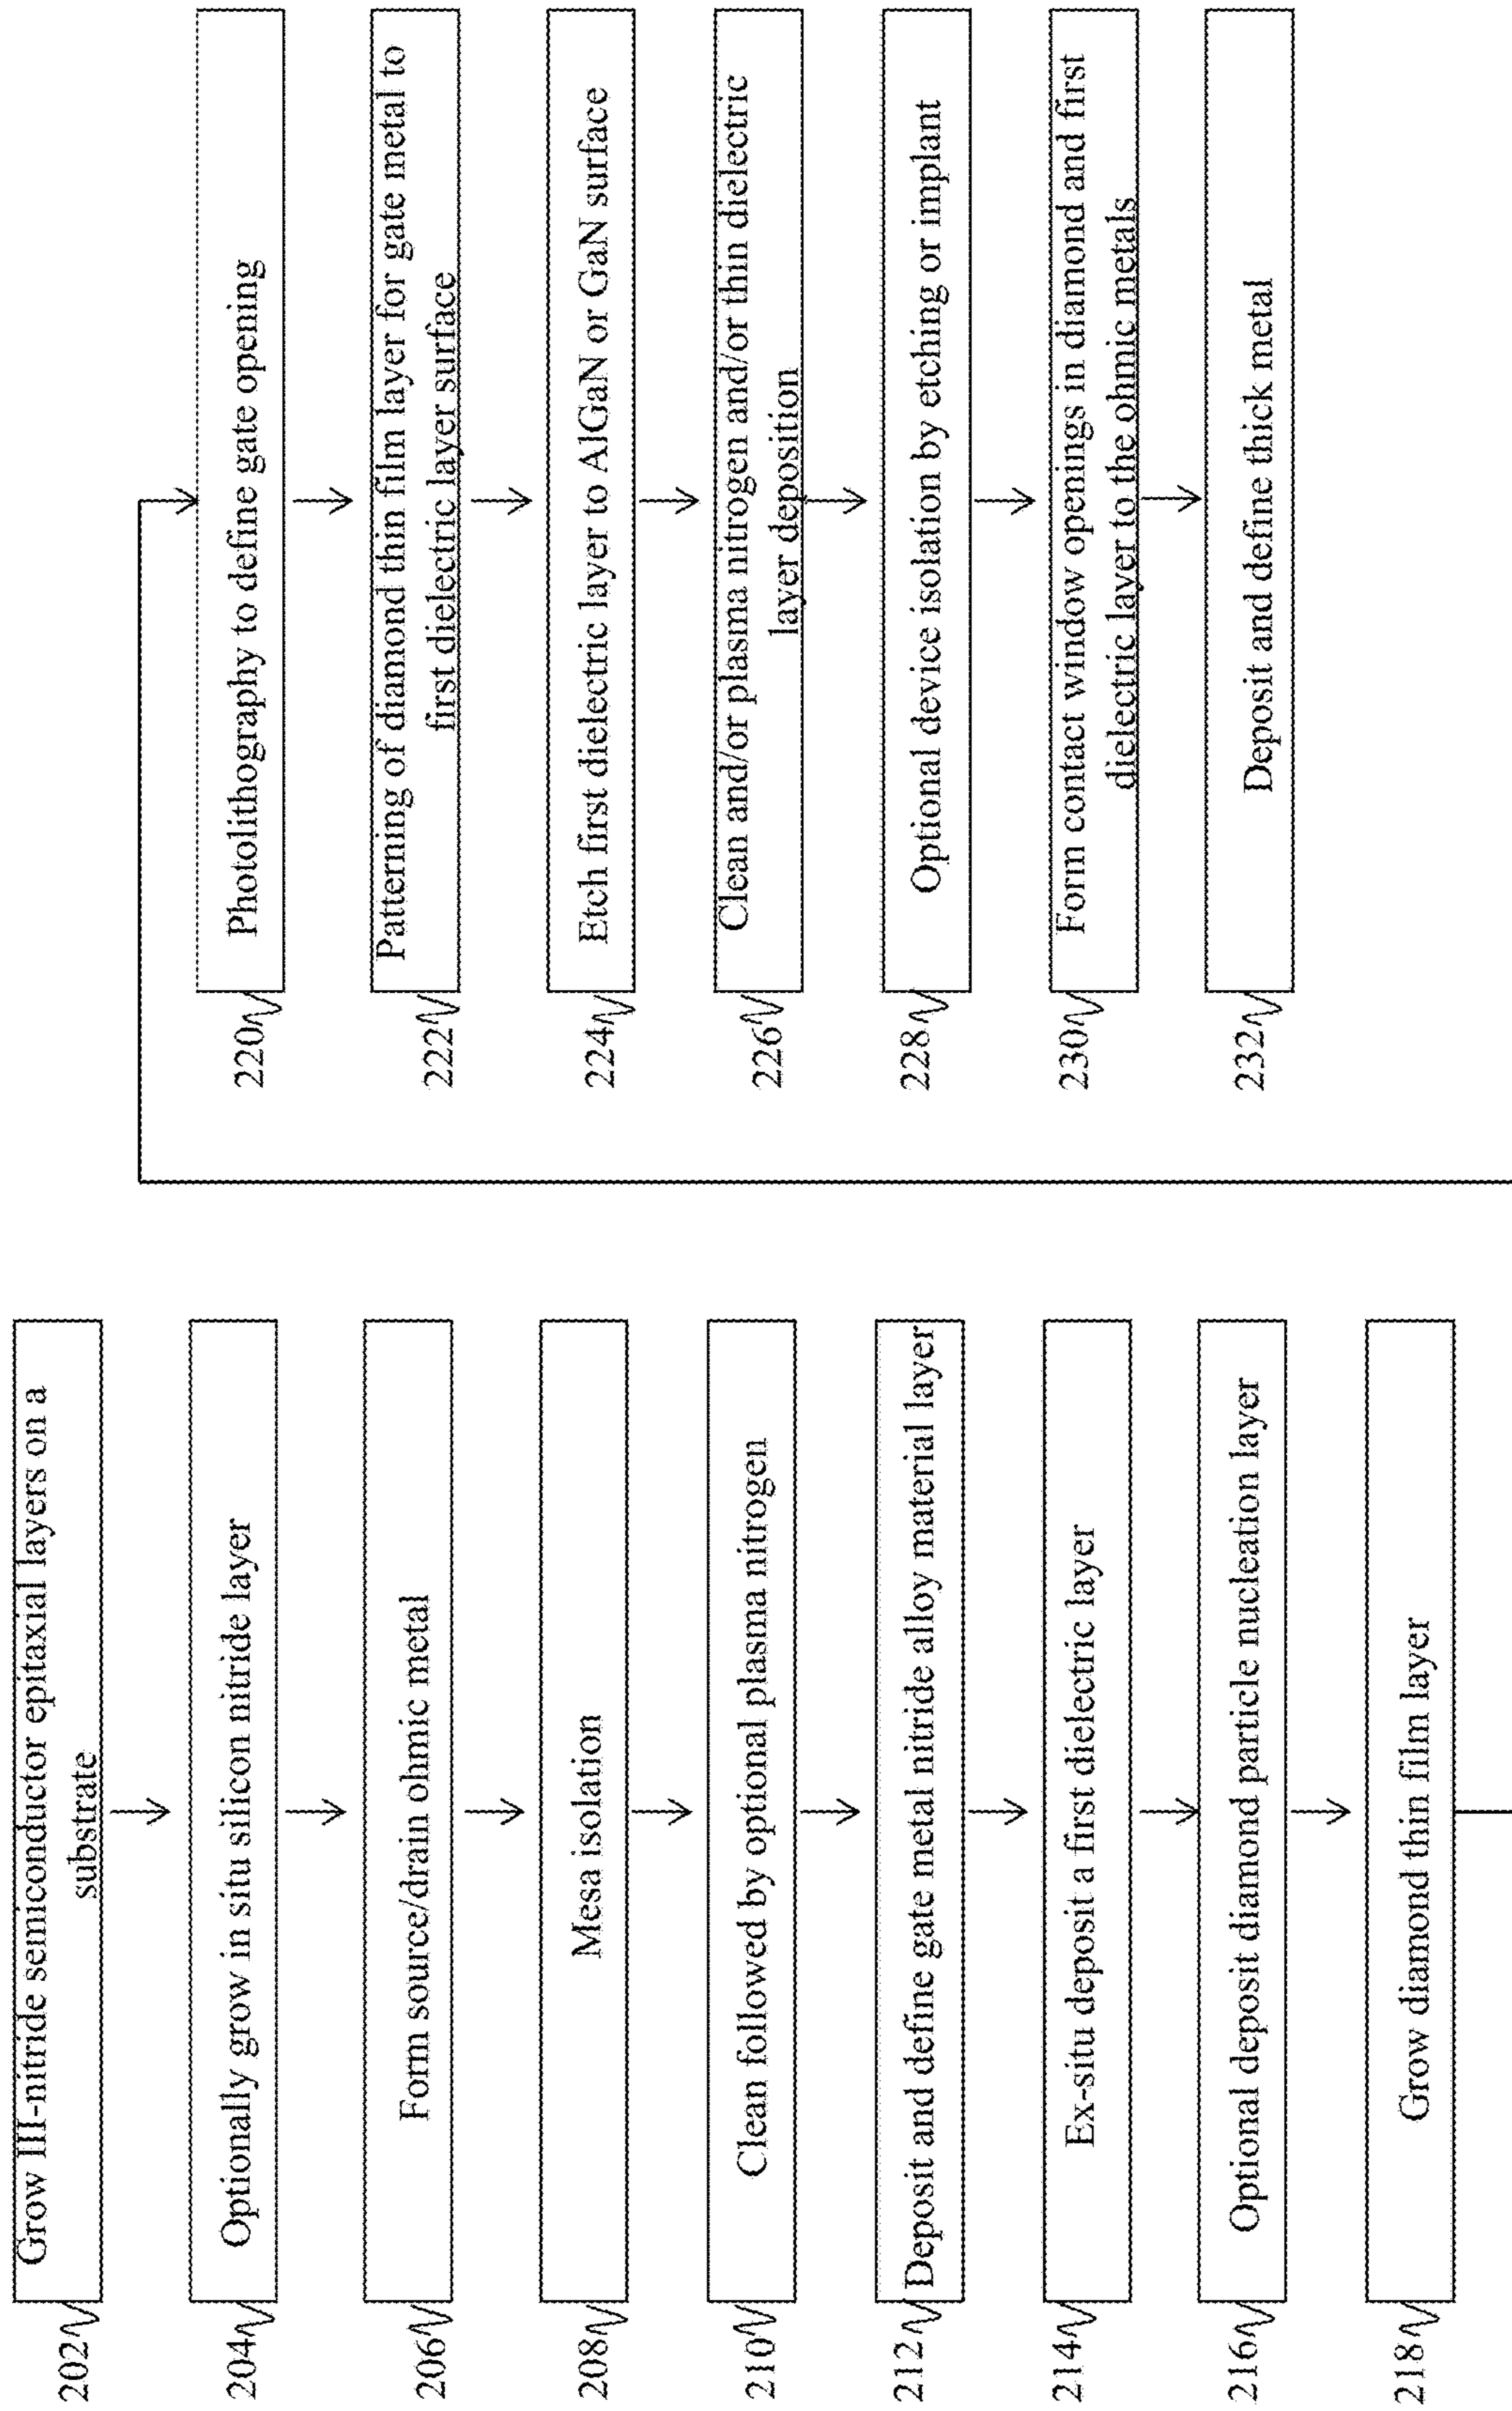 202
Grow III-nitride semiconductor epitaxial layers on a
substrate
204
Optionally grow in situ silicon nitride layer
206
Form source/drain ohmic metal
208
Mesa isolation
210
Clean followed by optional plasma nitrogen
212
Deposit and define gate metal nitride alloy material layer
214
Ex-situ deposit a first dielectric layer
216
Optional deposit diamond particle nucleation layer
218
Grow diamond thin film layer
220
Photolithography to define gate opening
222
Patterning of diamond thin film layer for gate metal to
first dielectric layer surface
224
Etch first dielectric layer to AlGaN or GaN surface
226
Clean and/or plasma nitrogen and/or thin dielectric
layer deposition
228
Optional device isolation by etching or implant
230
Form contact window openings in diamond and first
dielectric layer to the ohmic metals
232
Deposit and define thick metal